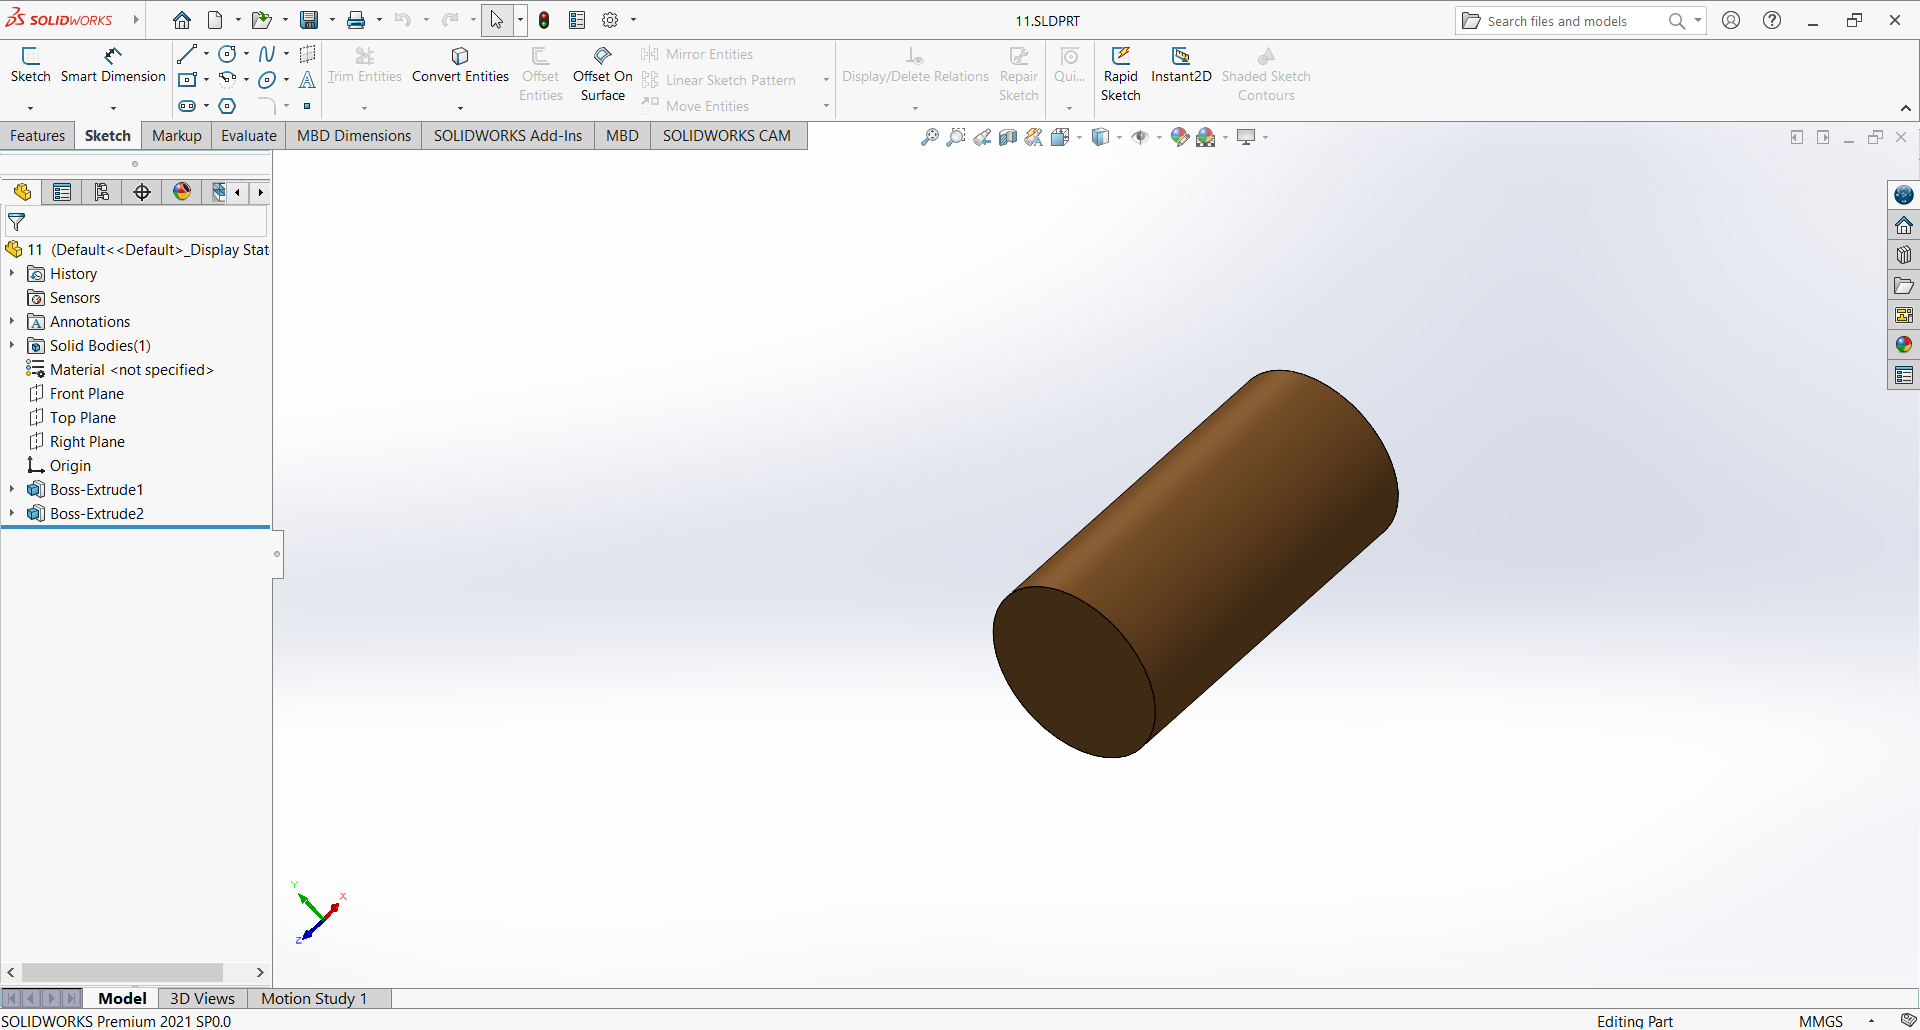 SOLIDWORKS
11.SLDPRT
Search files and models
Sketch
Smart Dimension
Trim Entities
Convert Entities
Offset Entities
Offset On Surface
Mirror Entities
Linear Sketch Pattern
Move Entities
Display/Delete Relations
Repair Sketch
Qui...
Rapid Sketch
Instant2D
Shaded Sketch Contours
Features
Sketch
Markup
Evaluate
MBD Dimensions
SOLIDWORKS Add-Ins
MBD
SOLIDWORKS CAM
11 (Default<<Default>_Display Stat
History
Sensors
Annotations
Solid Bodies(1)
Material <not specified>
Front Plane
Top Plane
Right Plane
Origin
Boss-Extrude1
Boss-Extrude2
Y
X
Z
Model
3D Views
Motion Study 1
SOLIDWORKS Premium 2021 SP0.0
Editing Part
MMGS